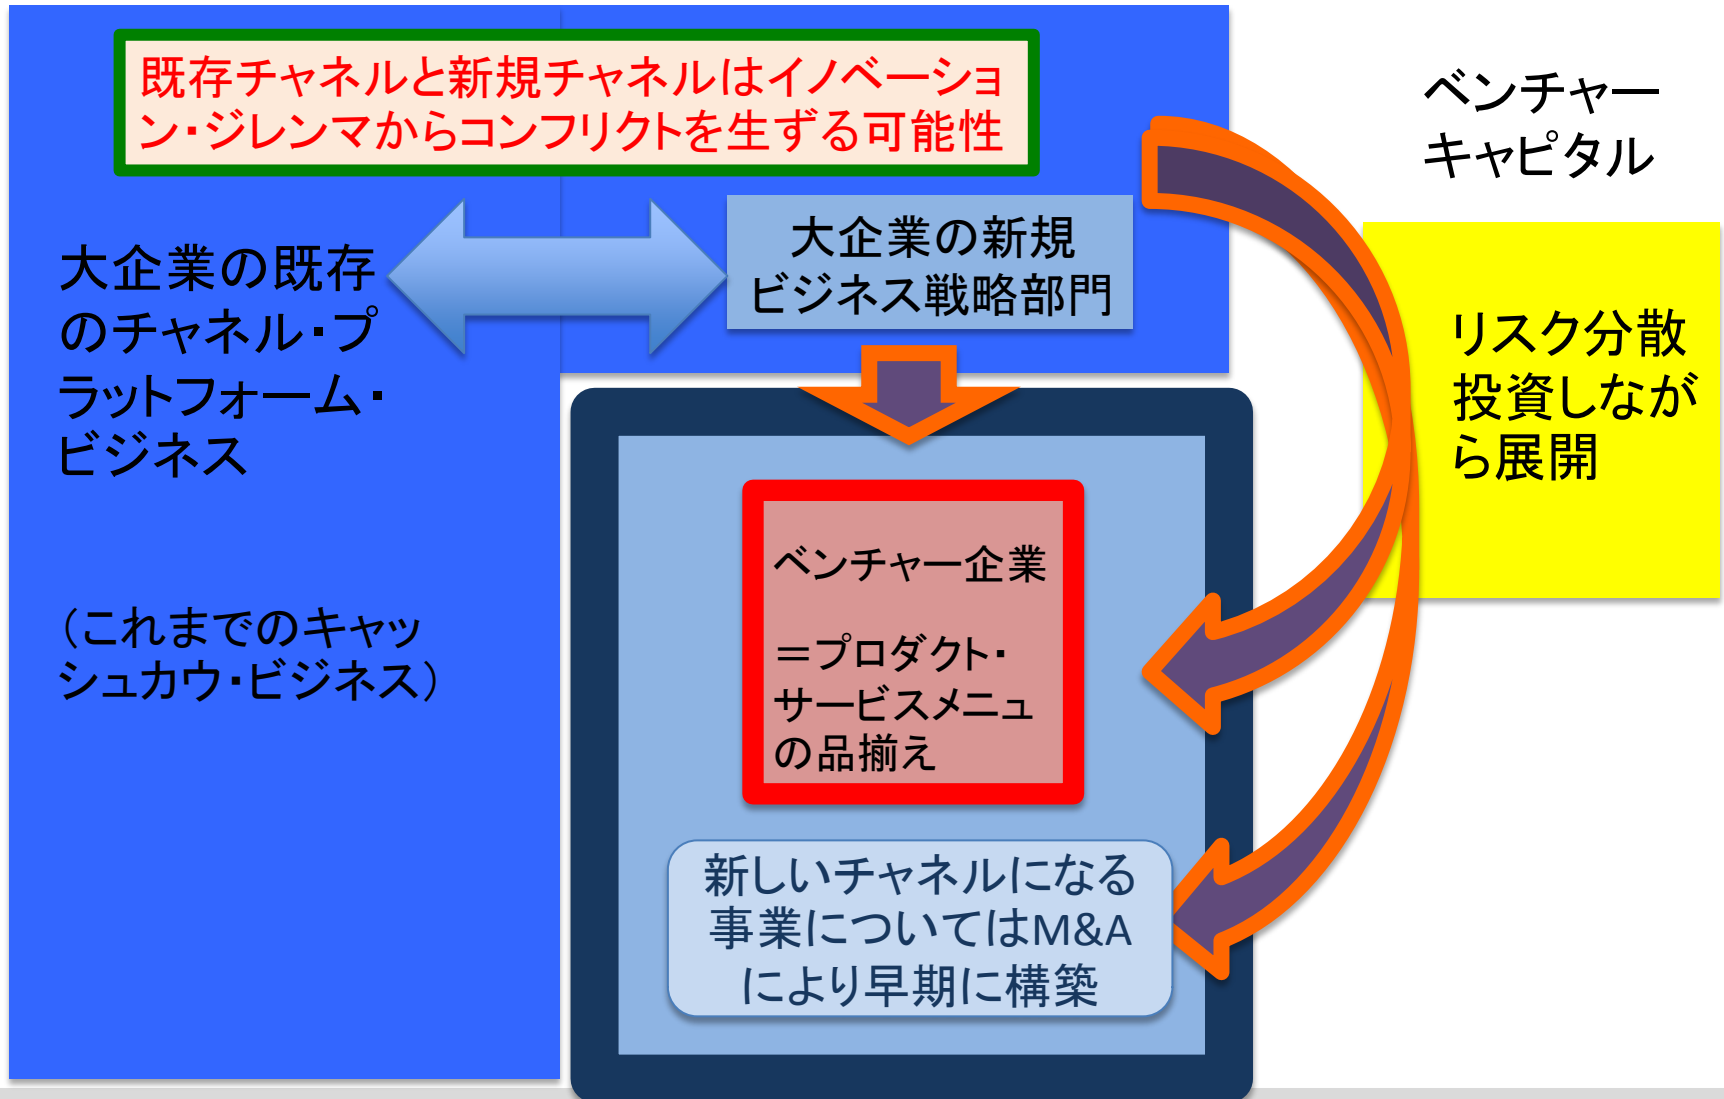 既存チャネルと新規チャネルはイノベーショ
ン・ジレンマからコンフリクトを生ずる可能性
ベンチャー
キャピタル
大企業の既存
のチャネル・プ
ラットフォーム・
ビジネス
大企業の新規
ビジネス戦略部門
リスク分散
投資しなが
ら展開
（これまでのキャッ
シュカウ・ビジネス）
ベンチャー企業
＝プロダクト・
サービスメニュ
の品揃え
新しいチャネルになる
事業についてはM&A
により早期に構築